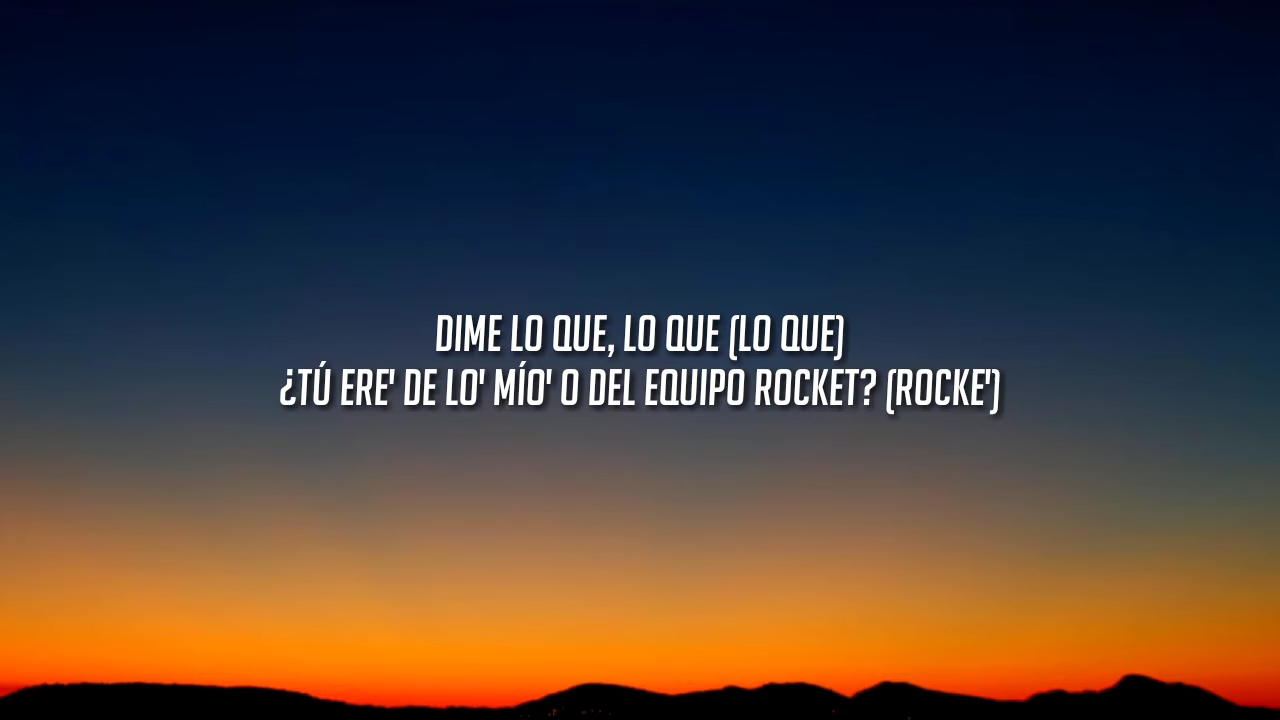 DIME LO QUE, LO QUE (LO QUE)
¿TÚ ERE' DE LO' MÍO' O DEL EQUIPO ROCKET? (ROCKE')